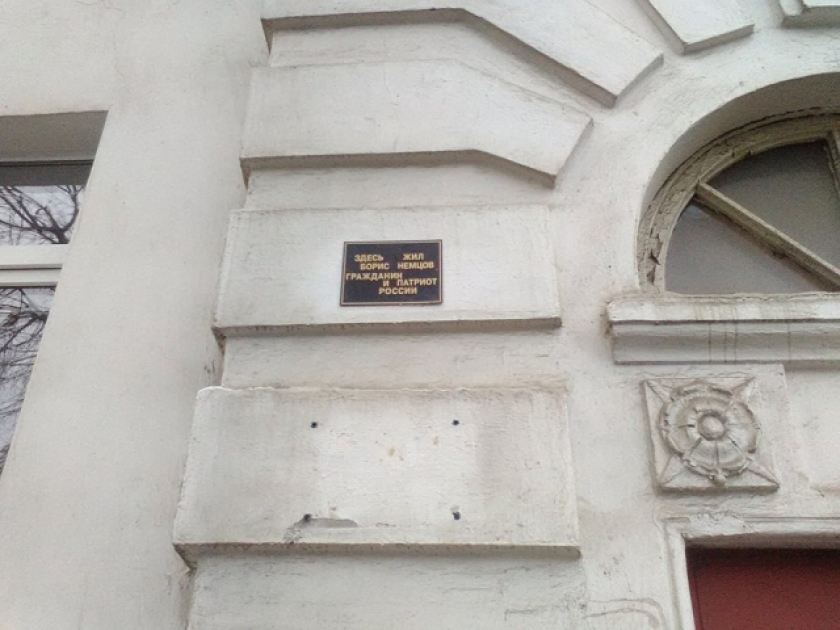 ЗДЕСЬ ЖИЛ
БОРИС НЕМЦОВ
ГРАЖДАНИН
И ПАТРИОТ
РОССИИ